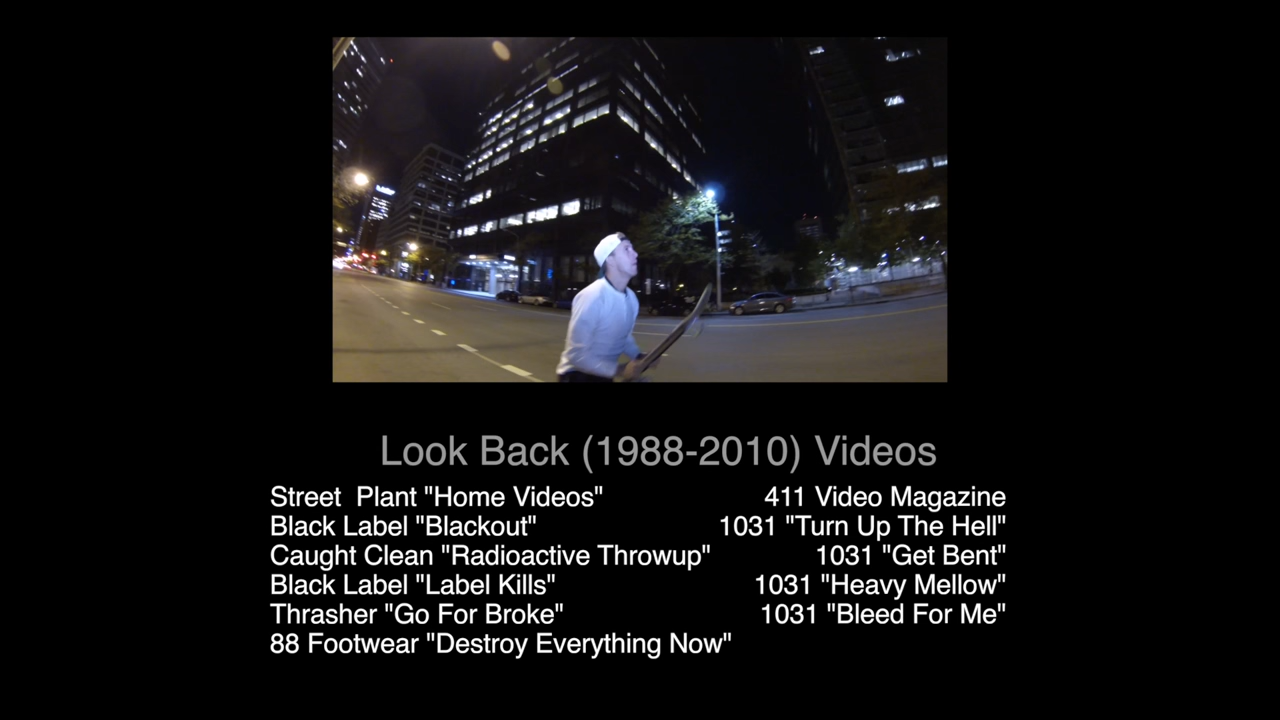 Look Back (1988-2010) Videos
Street  Plant "Home Videos"
Black Label "Blackout"
Caught Clean "Radioactive Throwup"
Black Label "Label Kills"
Thrasher "Go For Broke"
88 Footwear "Destroy Everything Now"
411 Video Magazine
1031 "Turn Up The Hell"
1031 "Get Bent"
1031 "Heavy Mellow"
1031 "Bleed For Me"